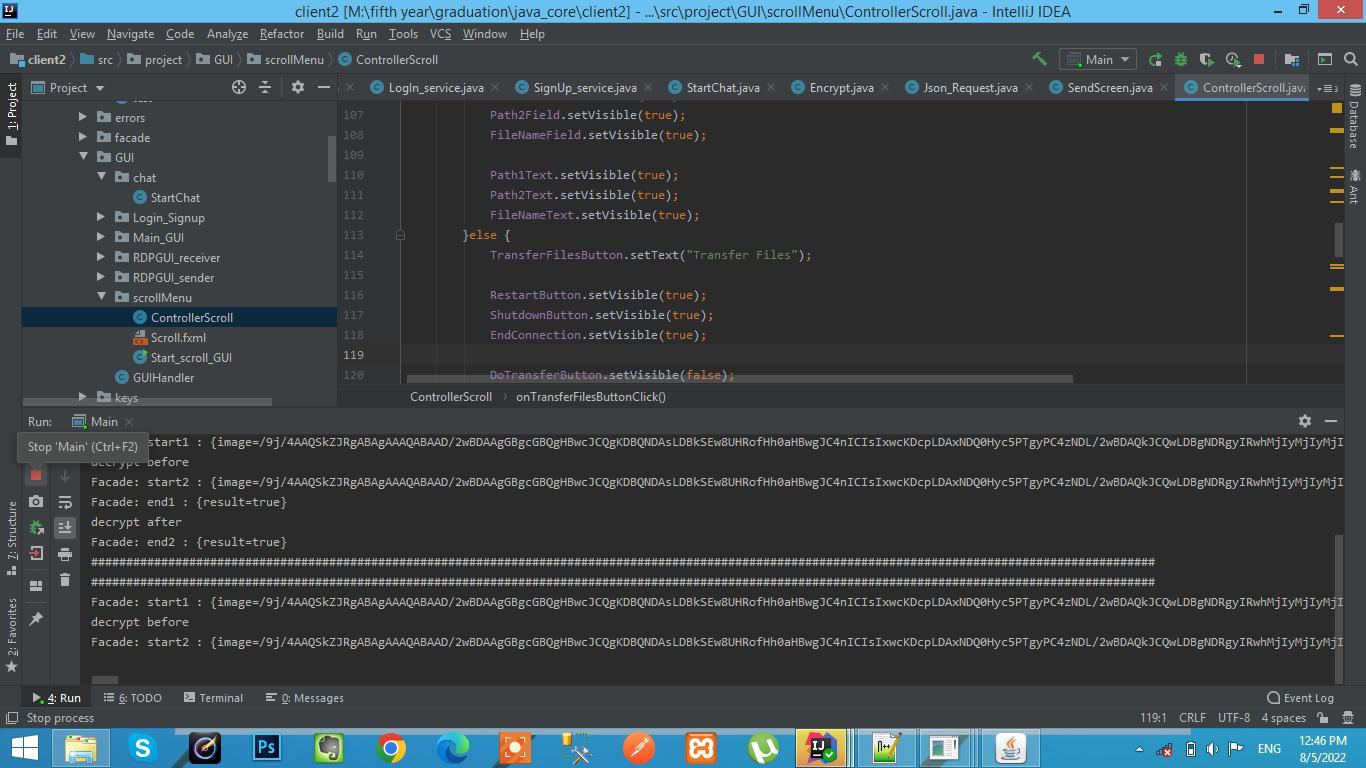 client2 [M:\fifth year\graduation\java_core\client2] - ...\src\project\GUI\scrollMenu\ControllerScroll.java - IntelliJ IDEA
File Edit View Navigate Code Analyze Refactor Build Run Tools VCS Window Help
client2 src project GUI scrollMenu ControllerScroll Main
Project LogIn_service.java SignUp_service.java StartChat.java Encrypt.java Json_Request.java SendScreen.java ControllerScroll.java
1: Project
errors
facade
GUI
chat
StartChat
Login_Signup
Main_GUI
RDPGUI_receiver
RDPGUI_sender
scrollMenu
ControllerScroll
Scroll.fxml
Start_scroll_GUI
GUIHandler
keys
107 Path2Field.setVisible(true);
108 FileNameField.setVisible(true);
109
110 Path1Text.setVisible(true);
111 Path2Text.setVisible(true);
112 FileNameText.setVisible(true);
113 }else {
114 TransferFilesButton.setText("Transfer Files");
115
116 RestartButton.setVisible(true);
117 ShutdownButton.setVisible(true);
118 EndConnection.setVisible(true);
119
120 DoTransferButton.setVisible(false);
ControllerScroll onTransferFilesButtonClick()
Database
Ant
Run: Main
Stop 'Main' (Ctrl+F2)
start1 : {image=/9j/4AAQSkZJRgABAgAAAQABAAD/2wBDAAgGBgcGBQgHBwcJCQgKDBQNDAsLDBkSEw8UHRofHh0aHBwgJC4nICIsIxwcKDcpLDAxNDQ0Hyc5PTgyPC4zNDL/2wBDAQkJCQwLDBgNDRgyIRwhMjIyMjIyMjI
decrypt before
Facade: start2 : {image=/9j/4AAQSkZJRgABAgAAAQABAAD/2wBDAAgGBgcGBQgHBwcJCQgKDBQNDAsLDBkSEw8UHRofHh0aHBwgJC4nICIsIxwcKDcpLDAxNDQ0Hyc5PTgyPC4zNDL/2wBDAQkJCQwLDBgNDRgyIRwhMjIyMjIyMjI
Facade: end1 : {result=true}
decrypt after
Facade: end2 : {result=true}
########################################################################################################################################################
########################################################################################################################################################
Facade: start1 : {image=/9j/4AAQSkZJRgABAgAAAQABAAD/2wBDAAgGBgcGBQgHBwcJCQgKDBQNDAsLDBkSEw8UHRofHh0aHBwgJC4nICIsIxwcKDcpLDAxNDQ0Hyc5PTgyPC4zNDL/2wBDAQkJCQwLDBgNDRgyIRwhMjIyMjIyMjI
decrypt before
Facade: start2 : {image=/9j/4AAQSkZJRgABAgAAAQABAAD/2wBDAAgGBgcGBQgHBwcJCQgKDBQNDAsLDBkSEw8UHRofHh0aHBwgJC4nICIsIxwcKDcpLDAxNDQ0Hyc5PTgyPC4zNDL/2wBDAQkJCQwLDBgNDRgyIRwhMjIyMjIyMjI
7: Structure
2: Favorites
4: Run 6: TODO Terminal 0: Messages Event Log
Stop process 119:1 CRLF UTF-8 4 spaces
ENG 12:46 PM
8/5/2022